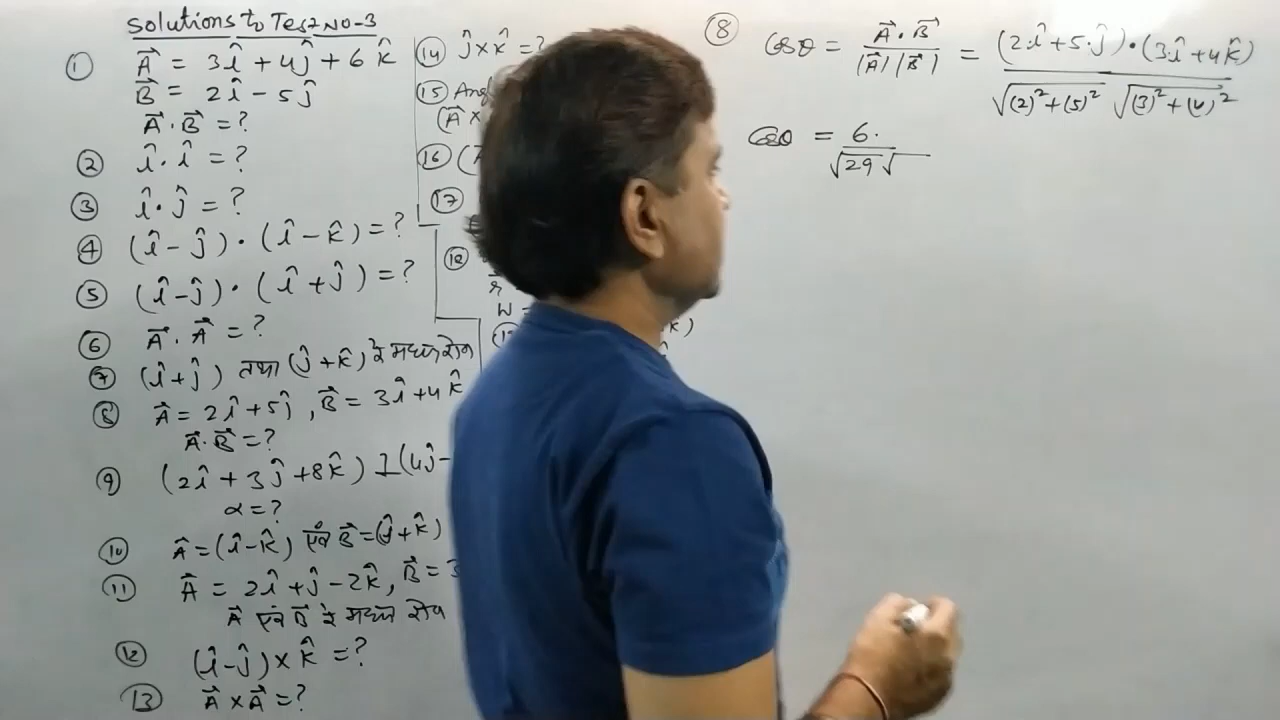 Solutions to Test No-3
① A⃗ = 3î + 4ĵ + 6 k̂
B⃗ = 2î - 5ĵ
A⃗ · B⃗ = ?
② î · î = ?
③ î · ĵ = ?
④ (î - ĵ) · (î - k̂) = ?
⑤ (î - ĵ) · (î + ĵ) = ?
⑥ A⃗ · A⃗ = ?
⑦ (î + ĵ) तथा (ĵ + k̂) के मध्य कोण
⑧ A⃗ = 2î + 5ĵ , B⃗ = 3î + 4k̂
A⃗ · B⃗ = ?
⑨ (2î + 3ĵ + 8k̂) ⊥ (4ĵ -
α = ?
⑩ A⃗ = (î - k̂) एवं B⃗ = (ĵ + k̂)
⑪ A⃗ = 2î + ĵ - 2k̂, B⃗ = 3
A⃗ एवं B⃗ के मध्य कोण
⑫ (î - ĵ) × k̂ = ?
⑬ A⃗ × A⃗ = ?
⑭ ĵ × k̂ = ?
⑮ Ang
(A⃗ ×
⑯ (
⑰
⑱
W =
k)
⑧ Cosθ = A⃗ · B⃗ / |A⃗| |B⃗| = (2î + 5ĵ) · (3î + 4k̂) / √(2)² + (5)² √(3)² + (4)²
Cosθ = 6 / √29 √